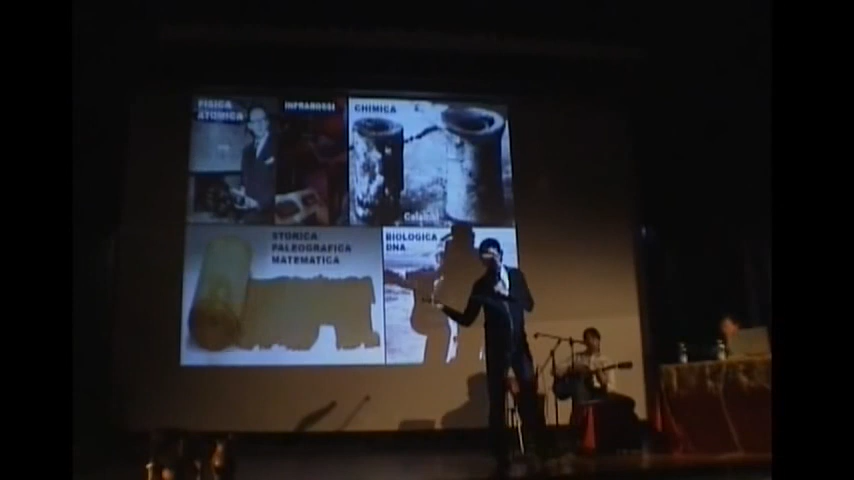 FISICA
ATOMICA
INFRAROSSI
CHIMICA
STORICA
PALEOGRAFICA
MATEMATICA
BIOLOGICA
DNA